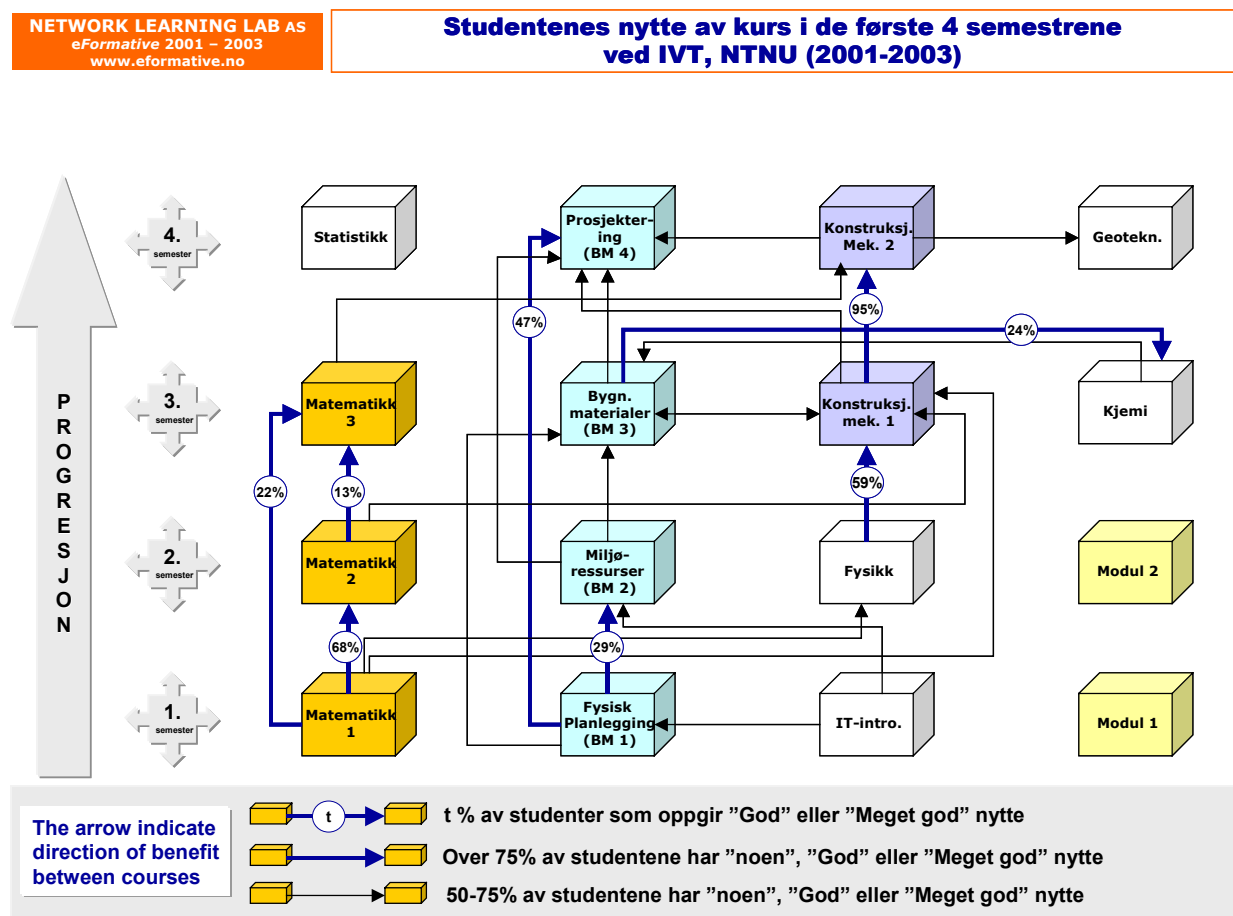 NETWORK LEARNING LAB AS
eFormative 2001 – 2003
www.eformative.no
Studentenes nytte av kurs i de første 4 semestrene
ved IVT, NTNU (2001-2003)
P
R
O
G
R
E
S
J
O
N
4.
semester
Statistikk
Prosjekter-
ing
(BM 4)
Konstruksj.
Mek. 2
Geotekn.
47%
95%
24%
3.
semester
Matematikk
3
Bygn.
materialer
(BM 3)
Konstruksj.
mek. 1
Kjemi
22%
13%
59%
2.
semester
Matematikk
2
Miljø-
ressurser
(BM 2)
Fysikk
Modul 2
68%
29%
1.
semester
Matematikk
1
Fysisk
Planlegging
(BM 1)
IT-intro.
Modul 1
The arrow indicate
direction of benefit
between courses
t
t % av studenter som oppgir ”God” eller ”Meget god” nytte
Over 75% av studentene har ”noen”, ”God” eller ”Meget god” nytte
50-75% av studentene har ”noen”, ”God” eller ”Meget god” nytte